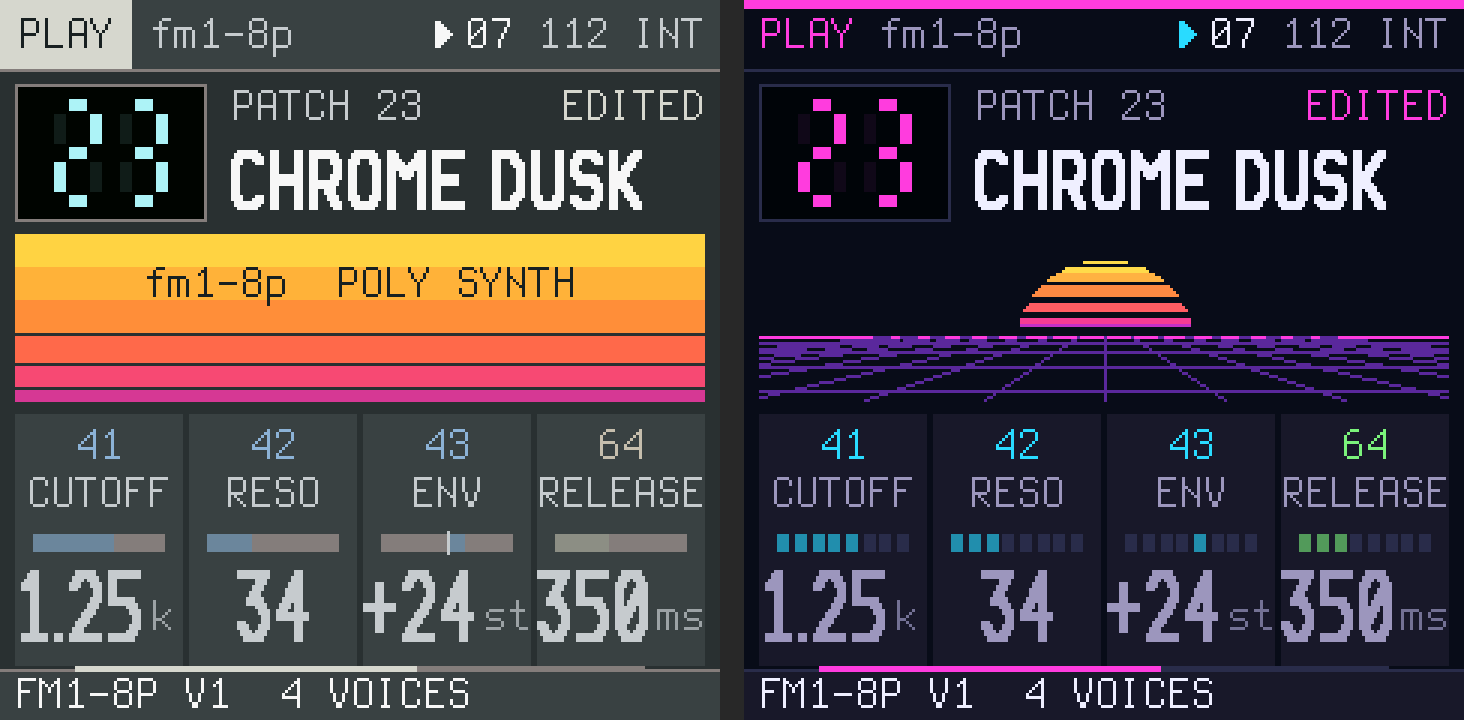 PLAY fm1-8p 07 112 INT
23
PATCH 23 EDITED
CHROME DUSK
fm1-8p POLY SYNTH
41 42 43 64
CUTOFF RESO ENV RELEASE
1.25k 34 +24st 350ms
FM1-8P V1 4 VOICES
PLAY fm1-8p 07 112 INT
23
PATCH 23 EDITED
CHROME DUSK
41 42 43 64
CUTOFF RESO ENV RELEASE
1.25k 34 +24st 350ms
FM1-8P V1 4 VOICES